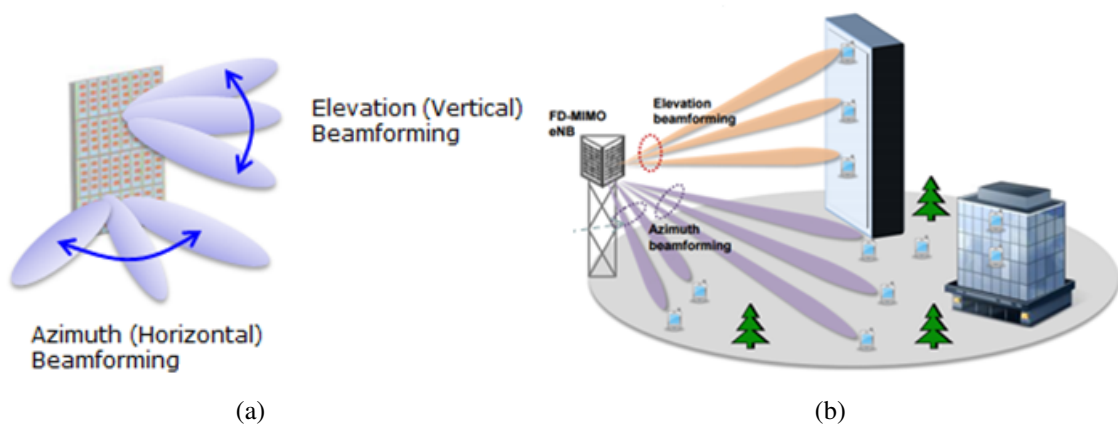 Elevation (Vertical)
Beamforming
Azimuth (Horizontal)
Beamforming
(a)
FD-MIMO
eNB
Elevation
beamforming
Azimuth
beamforming
(b)